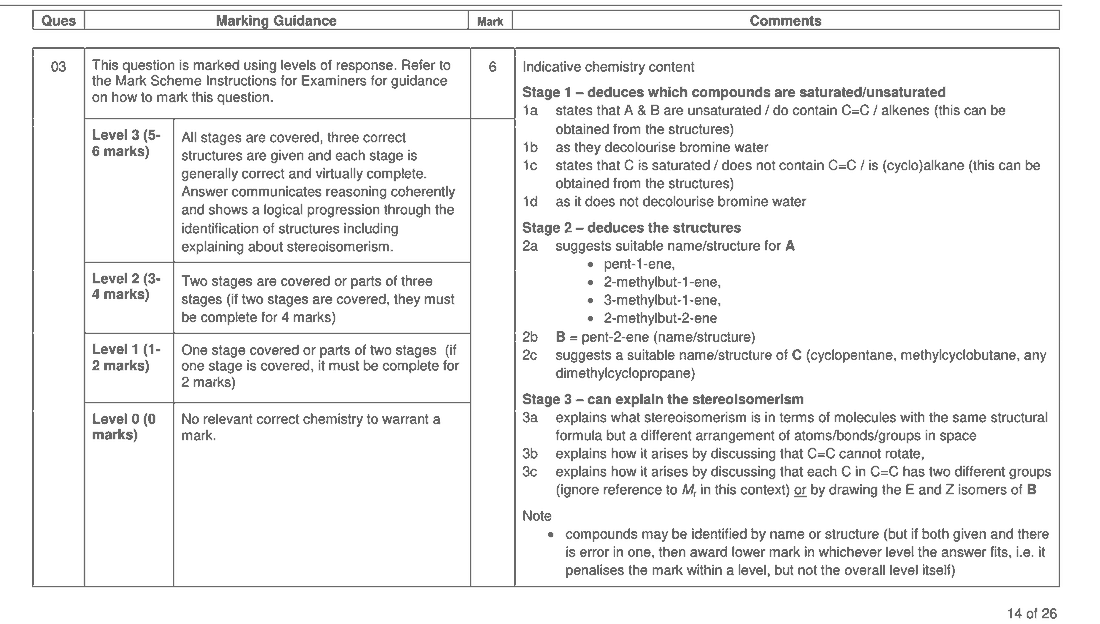 Ques Marking Guidance Mark Comments
03 This question is marked using levels of response. Refer to
the Mark Scheme Instructions for Examiners for guidance
on how to mark this question.
6
Level 3 (5-
6 marks)
All stages are covered, three correct
structures are given and each stage is
generally correct and virtually complete.
Answer communicates reasoning coherently
and shows a logical progression through the
identification of structures including
explaining about stereoisomerism.
Level 2 (3-
4 marks)
Two stages are covered or parts of three
stages (if two stages are covered, they must
be complete for 4 marks)
Level 1 (1-
2 marks)
One stage covered or parts of two stages (if
one stage is covered, it must be complete for
2 marks)
Level 0 (0
marks)
No relevant correct chemistry to warrant a
mark.
Indicative chemistry content
Stage 1 – deduces which compounds are saturated/unsaturated
1a states that A & B are unsaturated / do contain C=C / alkenes (this can be
obtained from the structures)
1b as they decolourise bromine water
1c states that C is saturated / does not contain C=C / is (cyclo)alkane (this can be
obtained from the structures)
1d as it does not decolourise bromine water
Stage 2 – deduces the structures
2a suggests suitable name/structure for A
• pent-1-ene,
• 2-methylbut-1-ene,
• 3-methylbut-1-ene,
• 2-methylbut-2-ene
2b B = pent-2-ene (name/structure)
2c suggests a suitable name/structure of C (cyclopentane, methylcyclobutane, any
dimethylcyclopropane)
Stage 3 – can explain the stereoisomerism
3a explains what stereoisomerism is in terms of molecules with the same structural
formula but a different arrangement of atoms/bonds/groups in space
3b explains how it arises by discussing that C=C cannot rotate,
3c explains how it arises by discussing that each C in C=C has two different groups
(ignore reference to Mr in this context) or by drawing the E and Z isomers of B
Note
• compounds may be identified by name or structure (but if both given and there
is error in one, then award lower mark in whichever level the answer fits, i.e. it
penalises the mark within a level, but not the overall level itself)
14 of 26